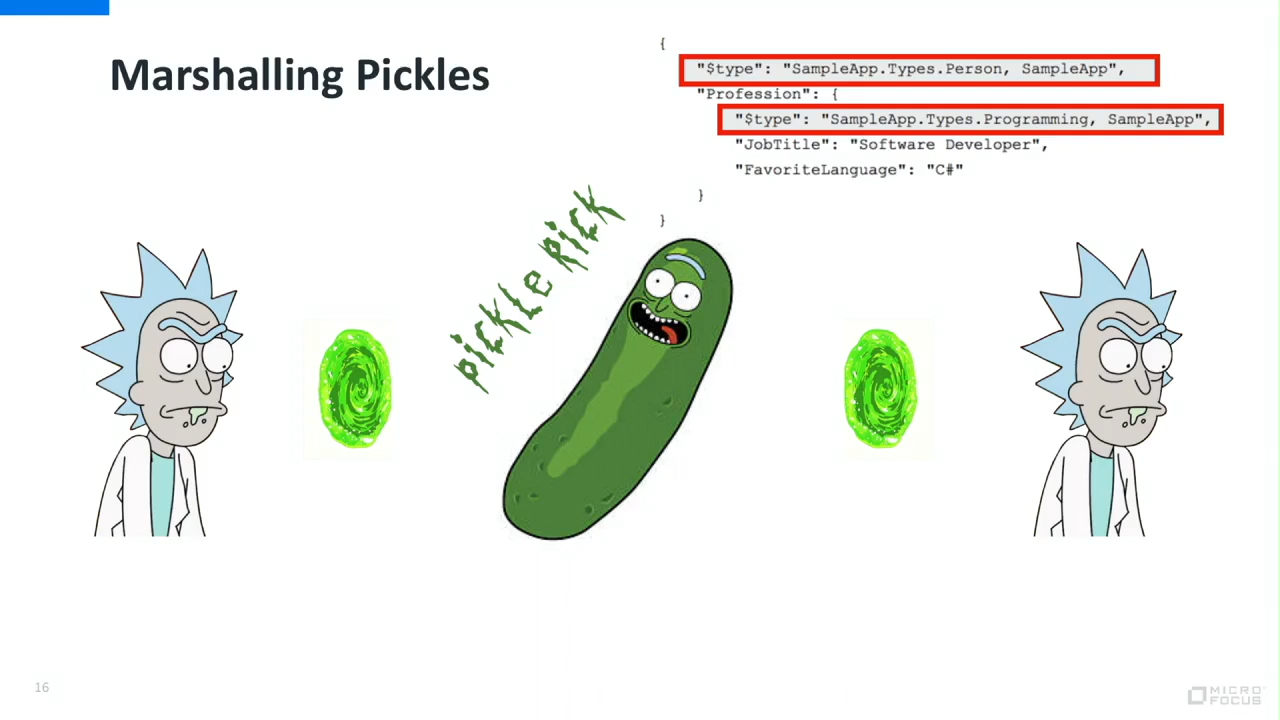 Marshalling Pickles
{
"$type": "SampleApp.Types.Person, SampleApp",
"Profession": {
"$type": "SampleApp.Types.Programming, SampleApp",
"JobTitle": "Software Developer",
"FavoriteLanguage": "C#"
}
}
PICKLE RICK
16
MICRO
FOCUS